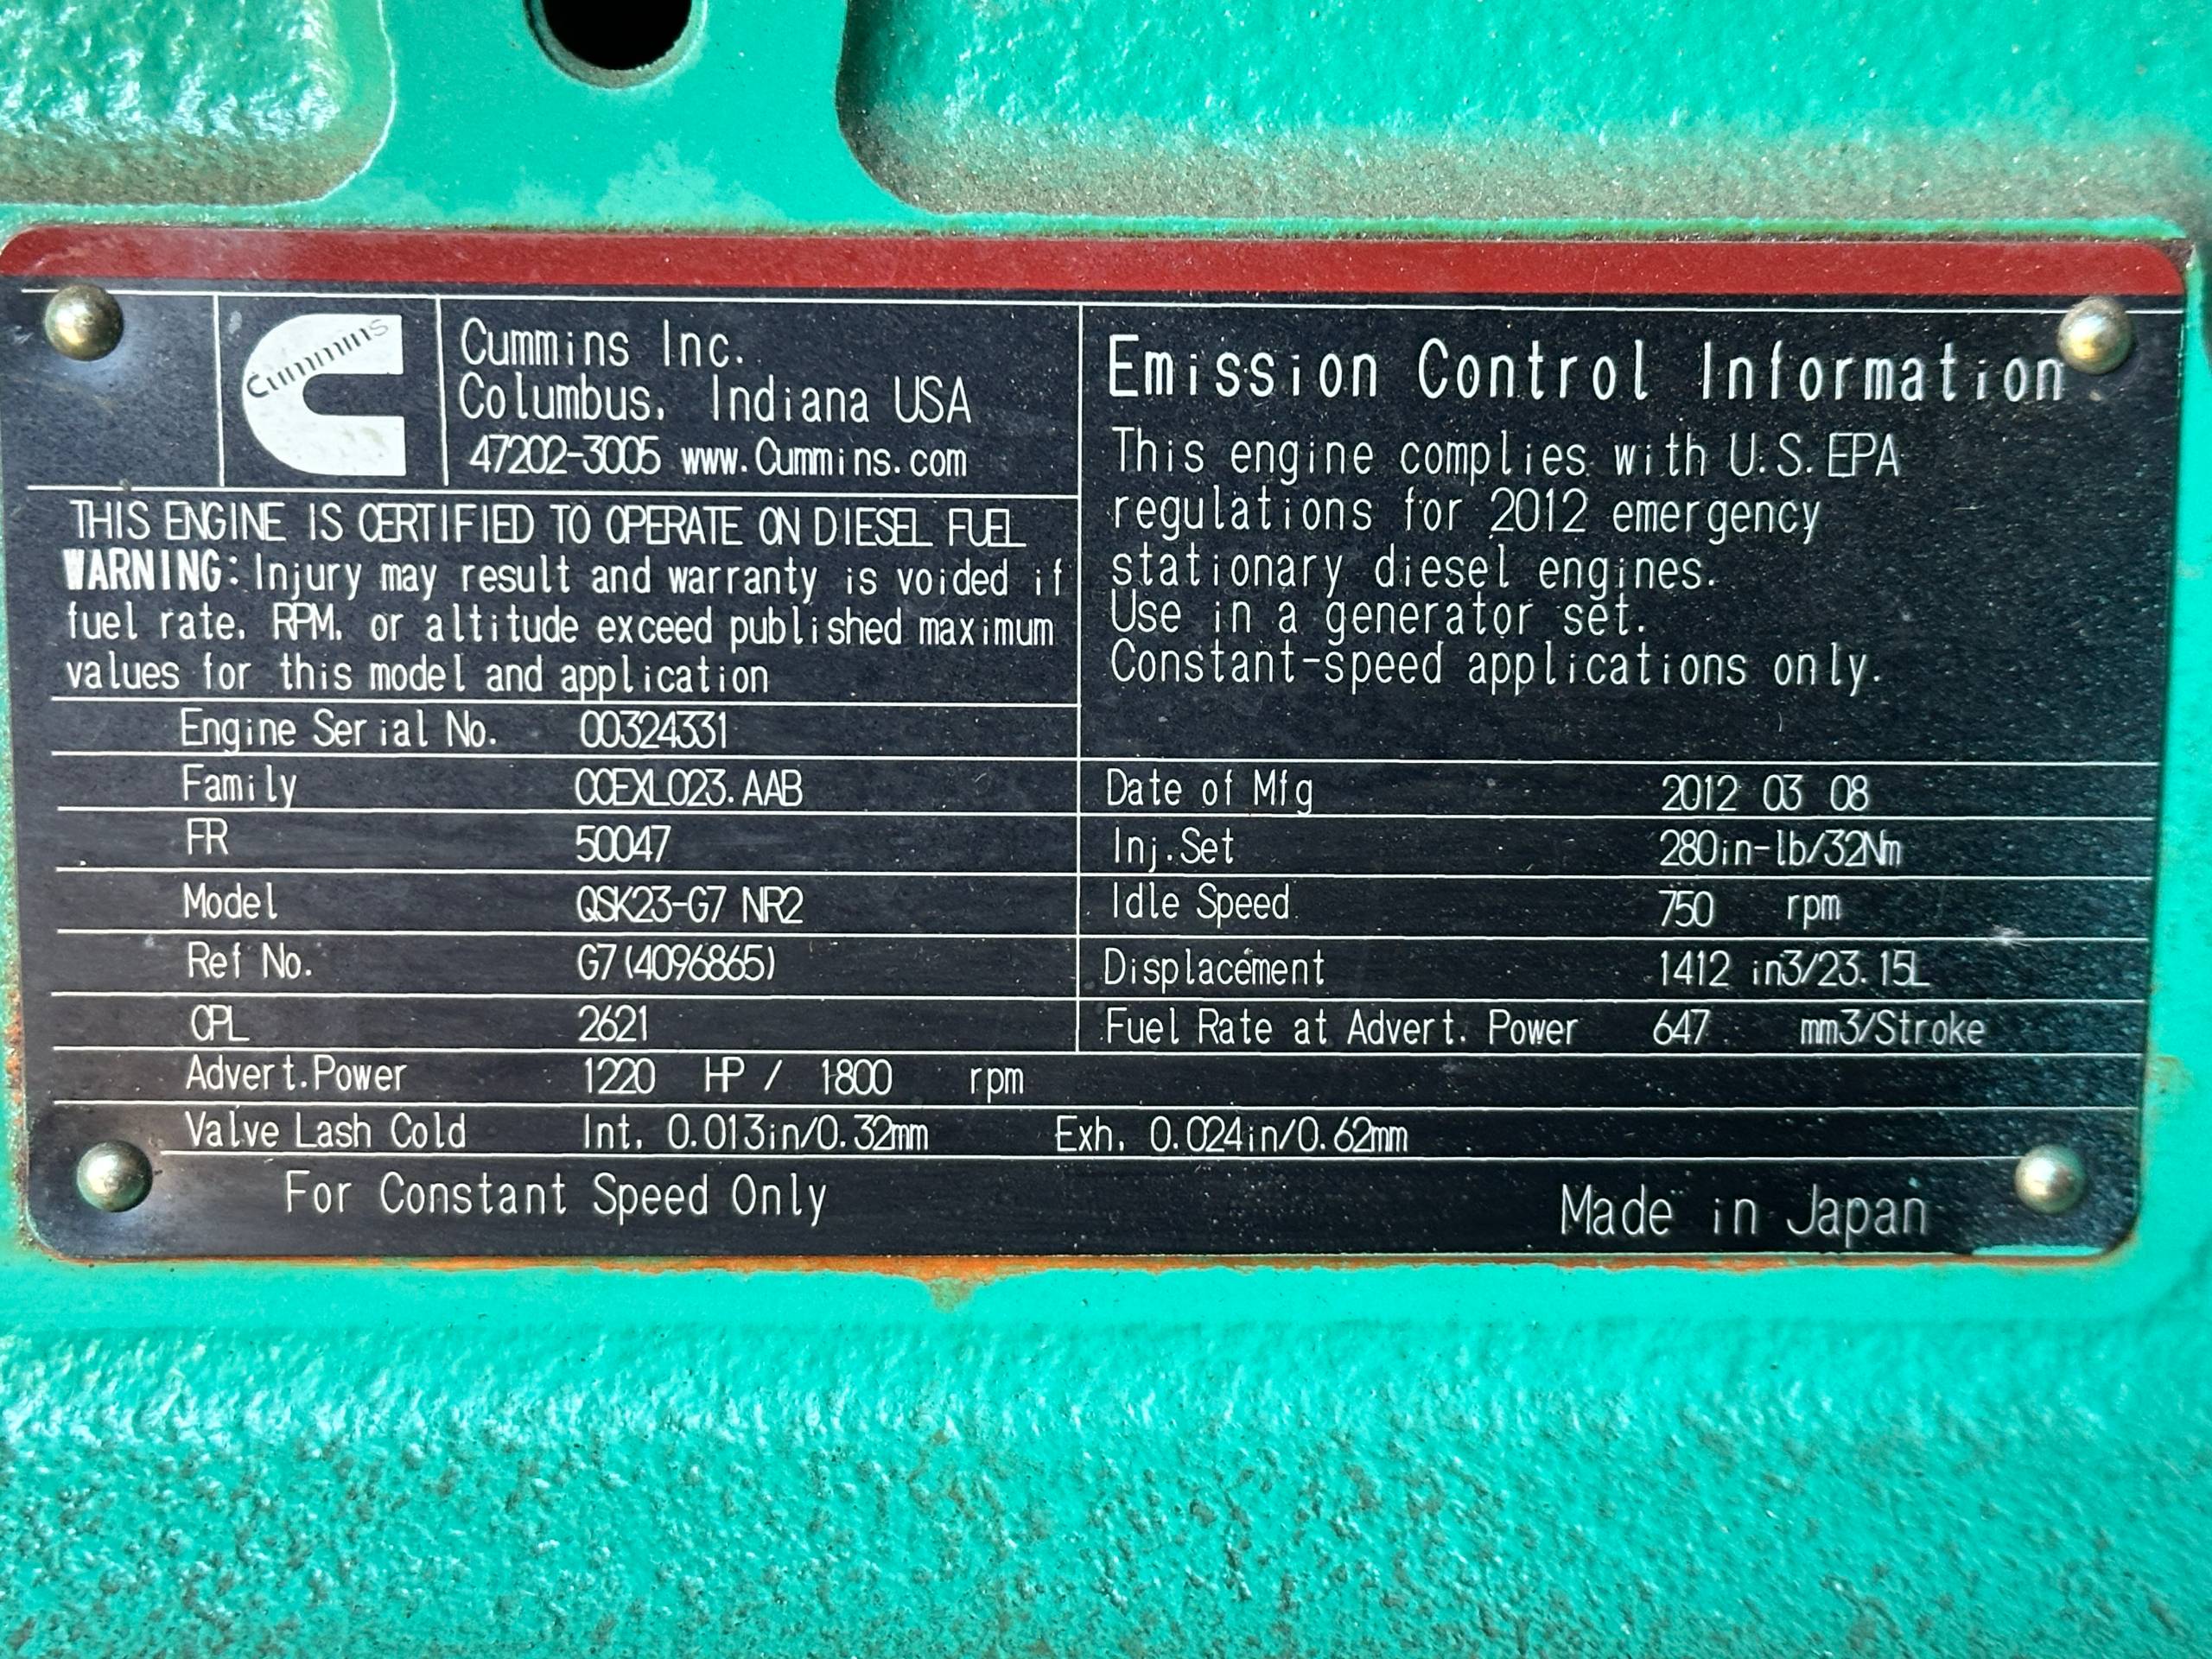 Cummins
Cummins Inc.
Columbus, Indiana USA
47202-3005 www.Cummins.com
THIS ENGINE IS CERTIFIED TO OPERATE ON DIESEL FUEL
WARNING: Injury may result and warranty is voided if
fuel rate, RPM, or altitude exceed published maximum
values for this model and application
Emission Control Information
This engine complies with U.S. EPA
regulations for 2012 emergency
stationary diesel engines.
Use in a generator set.
Constant-speed applications only.
Engine Serial No. 00324331
Family CCEXL023.AAB
Date of Mfg 2012 03 08
FR 50047
Inj.Set 280in-lb/32Nm
Model QSK23-G7 NR2
Idle Speed 750 rpm
Ref No. G7(4096865)
Displacement 1412 in3/23.15L
CPL 2621
Fuel Rate at Advert. Power 647 mm3/Stroke
Advert.Power 1220 HP / 1800 rpm
Valve Lash Cold Int. 0.013in/0.32mm Exh. 0.024in/0.62mm
For Constant Speed Only
Made in Japan